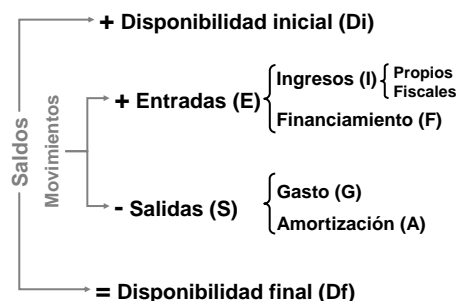 + Disponibilidad inicial (Di)
Saldos
Movimientos
+ Entradas (E)
Ingresos (I)
Propios
Fiscales
Financiamiento (F)
- Salidas (S)
Gasto (G)
Amortización (A)
= Disponibilidad final (Df)